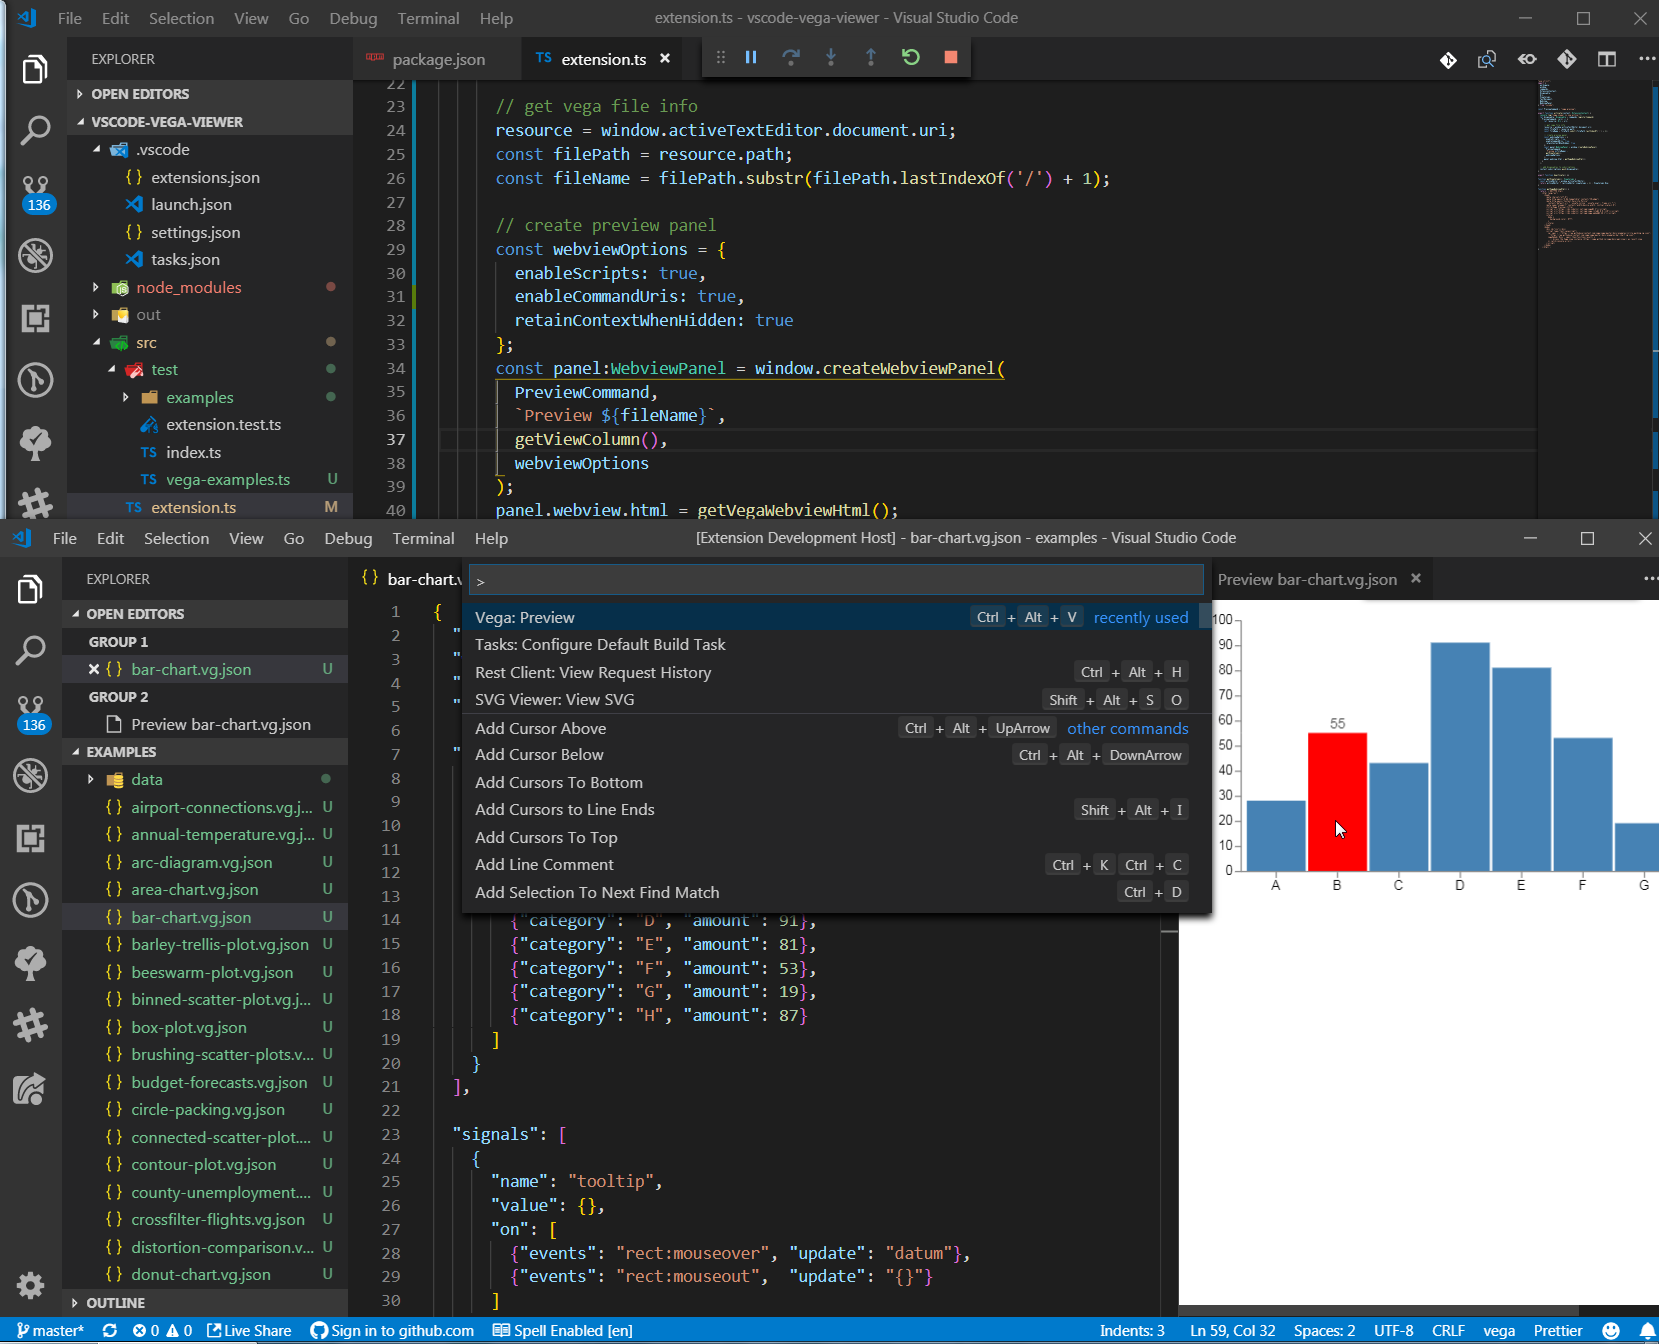 File Edit Selection View Go Debug Terminal Help
extension.ts - vscode-vega-viewer - Visual Studio Code
EXPLORER
OPEN EDITORS
VSCODE-VEGA-VIEWER
.vscode
{ } extensions.json
launch.json
{ } settings.json
tasks.json
node_modules
out
src
test
examples
extension.test.ts
TS index.ts
TS vega-examples.ts U
TS extension.ts M
136
package.json
TS extension.ts ×
22
23 // get vega file info
24 resource = window.activeTextEditor.document.uri;
25 const filePath = resource.path;
26 const fileName = filePath.substr(filePath.lastIndexOf('/') + 1);
27
28 // create preview panel
29 const webviewOptions = {
30 enableScripts: true,
31 enableCommandUris: true,
32 retainContextWhenHidden: true
33 };
34 const panel:WebviewPanel = window.createWebviewPanel(
35 PreviewCommand,
36 `Preview ${fileName}`,
37 getViewColumn(),
38 webviewOptions
39 );
40 panel.webview.html = getVegaWebviewHtml();
File Edit Selection View Go Debug Terminal Help
[Extension Development Host] - bar-chart.vg.json - examples - Visual Studio Code
EXPLORER
OPEN EDITORS
GROUP 1
× { } bar-chart.vg.json U
GROUP 2
Preview bar-chart.vg.json
EXAMPLES
data
{ } airport-connections.vg.j... U
{ } annual-temperature.vg.j... U
{ } arc-diagram.vg.json U
{ } area-chart.vg.json U
{ } bar-chart.vg.json U
{ } barley-trellis-plot.vg.json U
{ } beeswarm-plot.vg.json U
{ } binned-scatter-plot.vg.j... U
{ } box-plot.vg.json U
{ } brushing-scatter-plots.v... U
{ } budget-forecasts.vg.json U
{ } circle-packing.vg.json U
{ } connected-scatter-plot.... U
{ } contour-plot.vg.json U
{ } county-unemployment.... U
{ } crossfilter-flights.vg.json U
{ } distortion-comparison.v... U
{ } donut-chart.vg.json U
OUTLINE
136
{ } bar-chart.v
>
Vega: Preview Ctrl + Alt + V recently used
Tasks: Configure Default Build Task
Rest Client: View Request History Ctrl + Alt + H
SVG Viewer: View SVG Shift + Alt + S O
Add Cursor Above Ctrl + Alt + UpArrow other commands
Add Cursor Below Ctrl + Alt + DownArrow
Add Cursors To Bottom
Add Cursors to Line Ends Shift + Alt + I
Add Cursors To Top
Add Line Comment Ctrl + K Ctrl + C
Add Selection To Next Find Match Ctrl + D
1 {
2 "
3 "
4 "
5 "
6
7 "
8
9
10
11
12
13
14 {"category": "D", "amount": 91},
15 {"category": "E", "amount": 81},
16 {"category": "F", "amount": 53},
17 {"category": "G", "amount": 19},
18 {"category": "H", "amount": 87}
19 ]
20 }
21 ],
22
23 "signals": [
24 {
25 "name": "tooltip",
26 "value": {},
27 "on": [
28 {"events": "rect:mouseover", "update": "datum"},
29 {"events": "rect:mouseout", "update": "{}"}
30 ]
Preview bar-chart.vg.json ×
100
90
80
70
60
50
40
30
20
10
0
55
A B C D E F G
master* 0 0 Live Share Sign in to github.com Spell Enabled [en]
Indents: 3 Ln 59, Col 32 Spaces: 2 UTF-8 CRLF vega Prettier